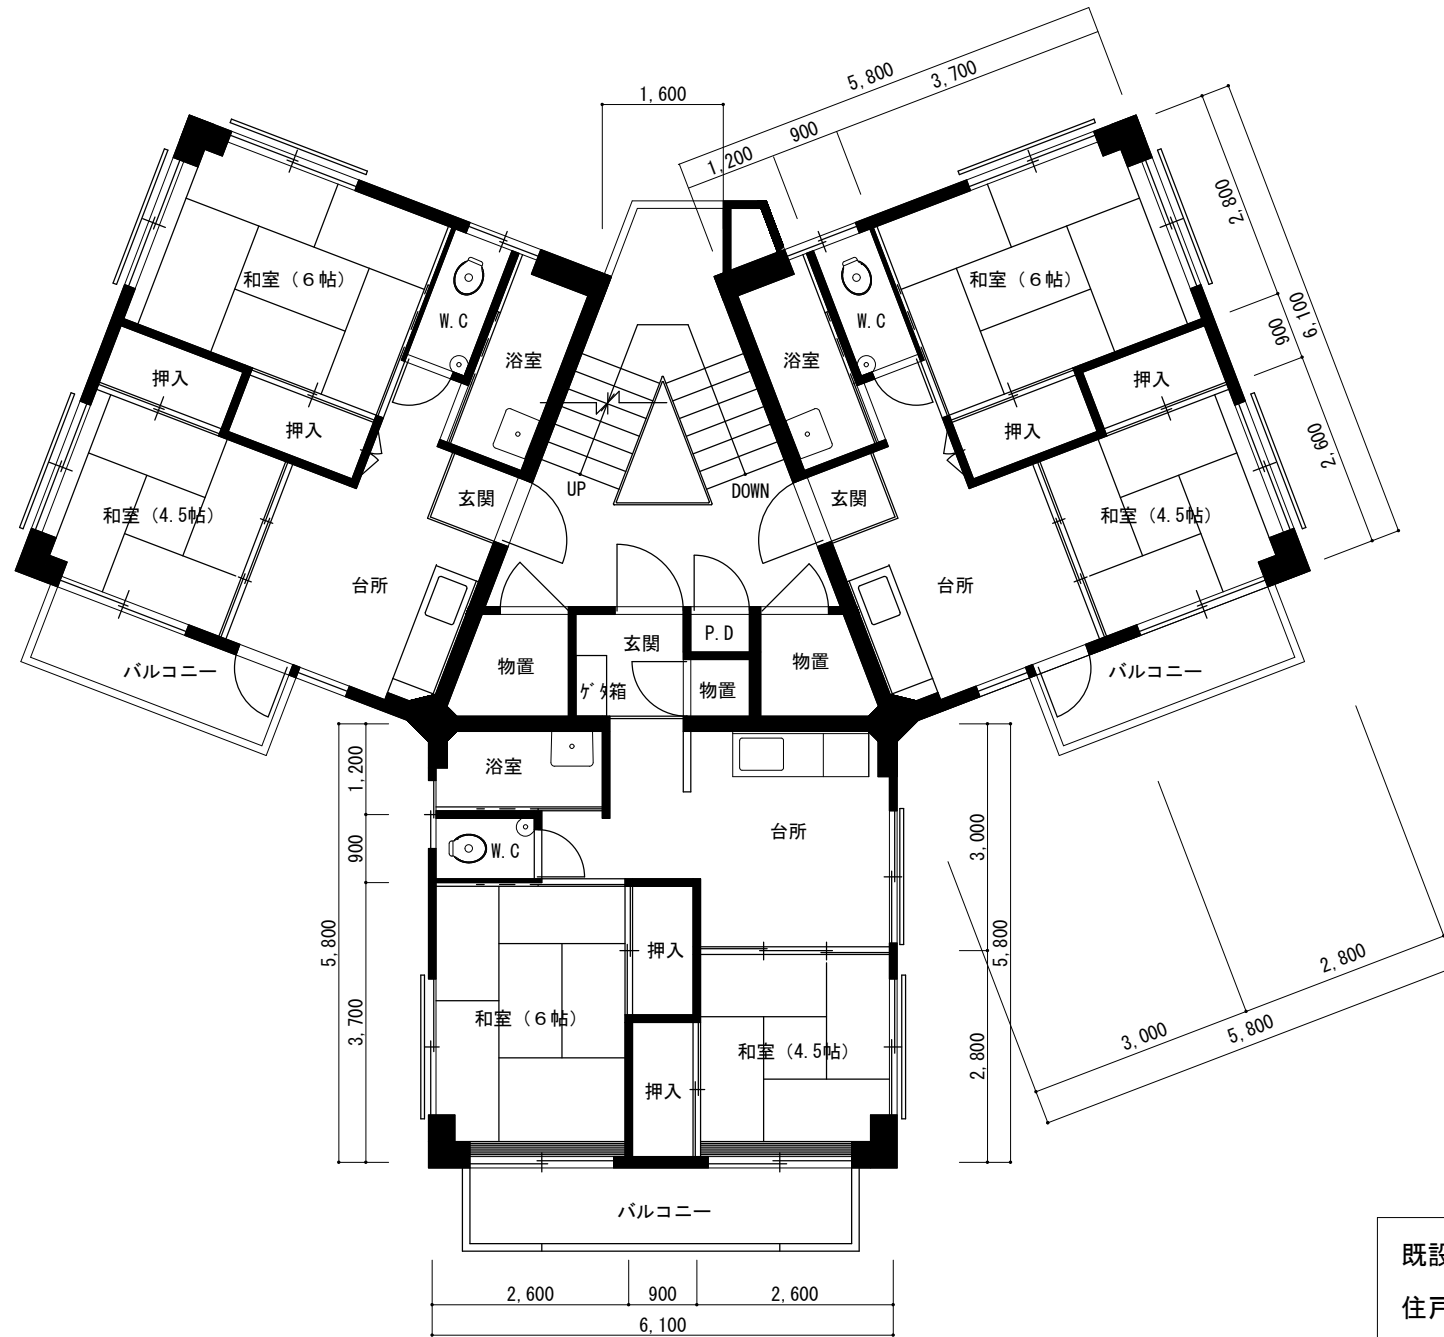 5,800
3,700
1,600
900
1,200
2,800
6,100
900
2,600
和室（６帖）
W.C
浴室
押入
押入
和室（4.5帖）
玄関
台所
バルコニー
UP
DOWN
和室（６帖）
W.C
浴室
押入
押入
和室（4.5帖）
玄関
台所
バルコニー
物置
玄関
ｹﾞﾀ箱
P.D
物置
物置
浴室
W.C
台所
和室（６帖）
押入
押入
和室（4.5帖）
バルコニー
1,200
900
5,800
3,700
3,000
5,800
2,800
2,800
3,000
5,800
2,600
900
2,600
6,100
既設
住戸